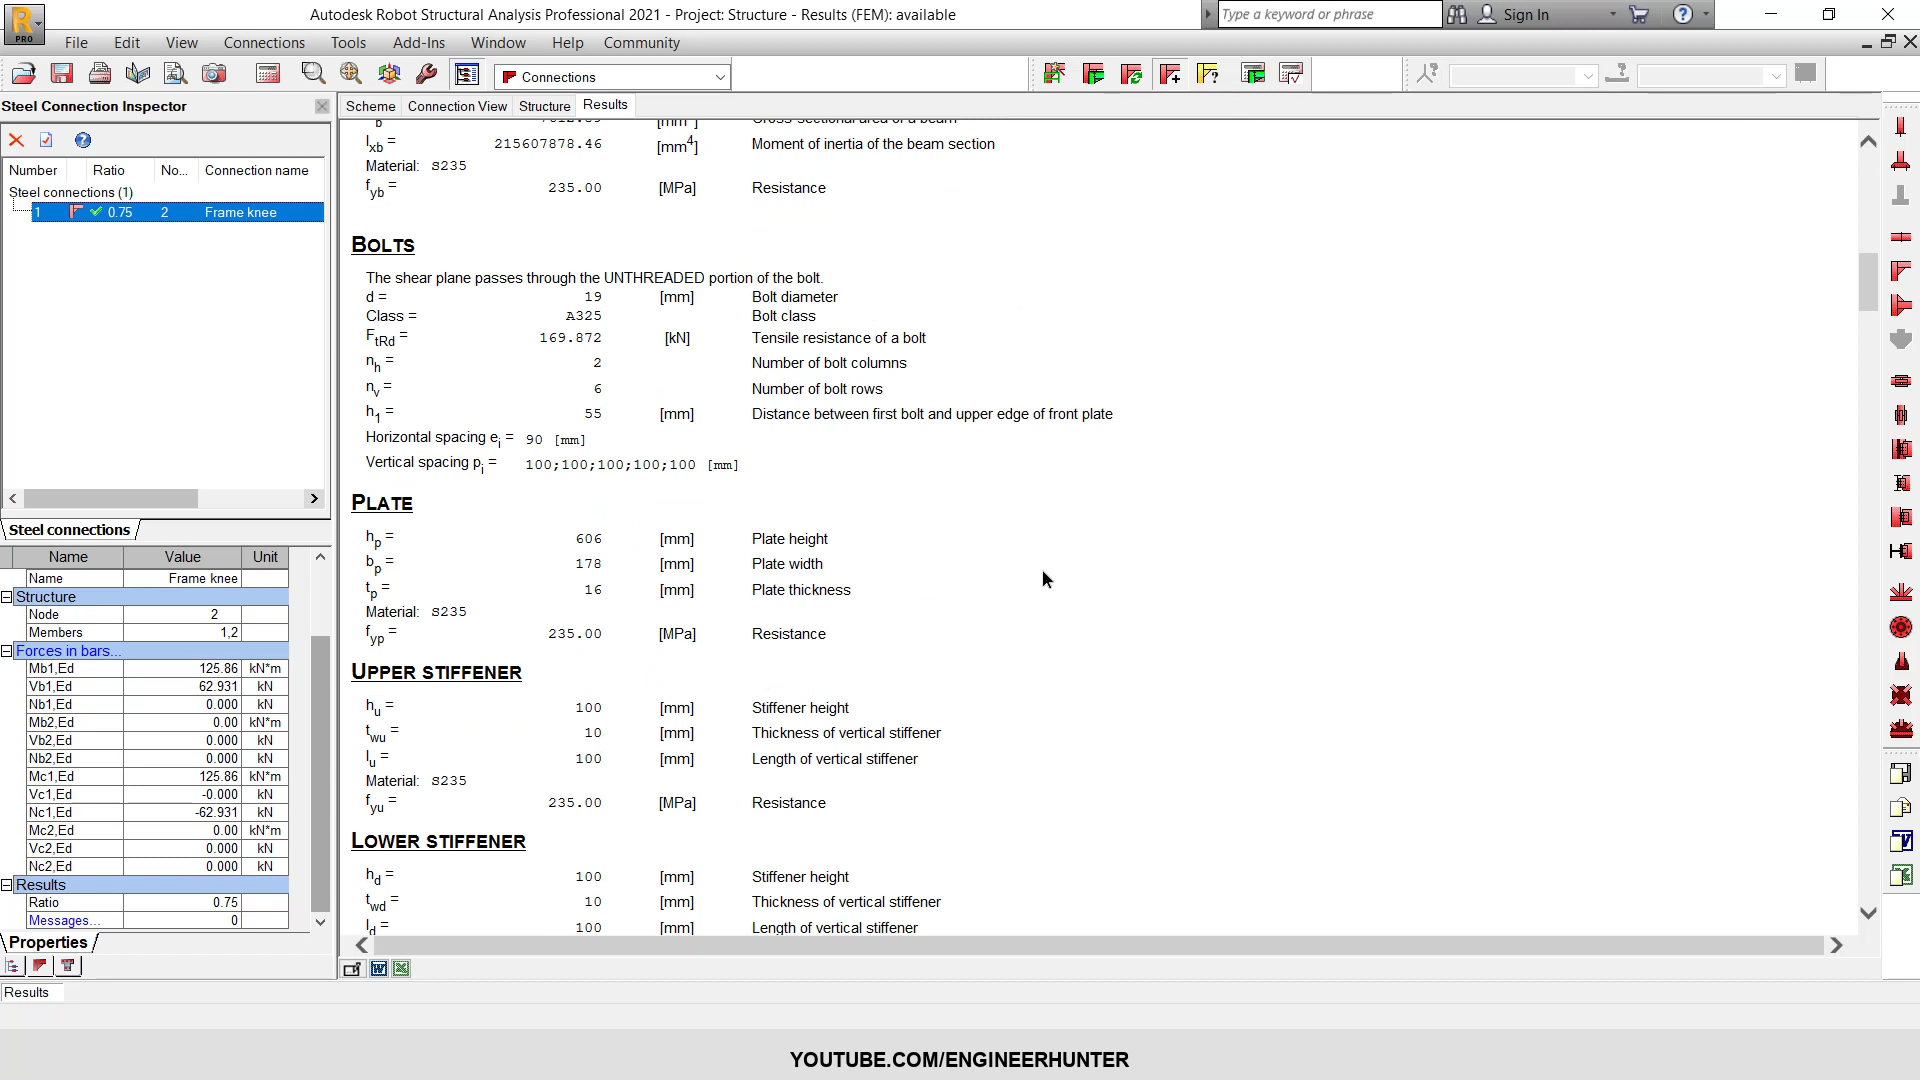 Autodesk Robot Structural Analysis Professional 2021 - Project: Structure - Results (FEM): available
Type a keyword or phrase
Sign In
PRO
File Edit View Connections Tools Add-Ins Window Help Community
Connections
Steel Connection Inspector
Scheme Connection View Structure Results
Number Ratio No... Connection name
Steel connections (1)
1 0.75 2 Frame knee
Steel connections
Name Value Unit
Name Frame knee
Structure
Node 2
Members 1,2
Forces in bars...
Mb1,Ed 125.86 kN*m
Vb1,Ed 62.931 kN
Nb1,Ed 0.000 kN
Mb2,Ed 0.00 kN*m
Vb2,Ed 0.000 kN
Nb2,Ed 0.000 kN
Mc1,Ed 125.86 kN*m
Vc1,Ed -0.000 kN
Nc1,Ed -62.931 kN
Mc2,Ed 0.00 kN*m
Vc2,Ed 0.000 kN
Nc2,Ed 0.000 kN
Results
Ratio 0.75
Messages... 0
Properties
Results
Cross-sectional area of a beam
Ixb = 215607878.46 [mm4] Moment of inertia of the beam section
Material: S235
fyb = 235.00 [MPa] Resistance
BOLTS
The shear plane passes through the UNTHREADED portion of the bolt.
d = 19 [mm] Bolt diameter
Class = A325 Bolt class
FtRd = 169.872 [kN] Tensile resistance of a bolt
nh = 2 Number of bolt columns
nv = 6 Number of bolt rows
h1 = 55 [mm] Distance between first bolt and upper edge of front plate
Horizontal spacing ei = 90 [mm]
Vertical spacing pi = 100;100;100;100;100 [mm]
PLATE
hp = 606 [mm] Plate height
bp = 178 [mm] Plate width
tp = 16 [mm] Plate thickness
Material: S235
fyp = 235.00 [MPa] Resistance
UPPER STIFFENER
hu = 100 [mm] Stiffener height
twu = 10 [mm] Thickness of vertical stiffener
lu = 100 [mm] Length of vertical stiffener
Material: S235
fyu = 235.00 [MPa] Resistance
LOWER STIFFENER
hd = 100 [mm] Stiffener height
twd = 10 [mm] Thickness of vertical stiffener
ld = 100 [mm] Length of vertical stiffener
YOUTUBE.COM/ENGINEERHUNTER